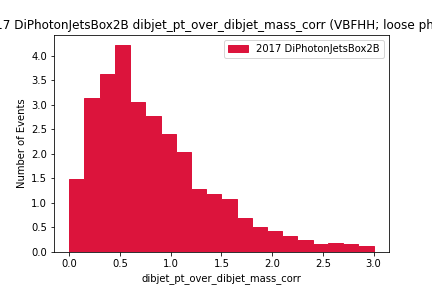 17 DiPhotonJetsBox2B dibjet_pt_over_dibjet_mass_corr (VBFHH; loose ph
2017 DiPhotonJetsBox2B
Number of Events
4.0
3.5
3.0
2.5
2.0
1.5
1.0
0.5
0.0
0.0 0.5 1.0 1.5 2.0 2.5 3.0
dibjet_pt_over_dibjet_mass_corr